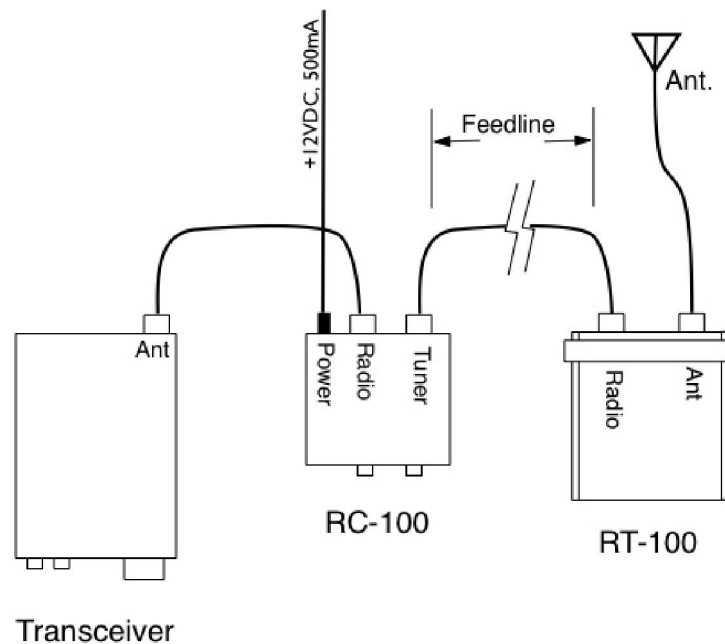 +12VDC, 500mA
Feedline
Ant.
Ant
Power
Radio
Tuner
Radio
Ant
RC-100
RT-100
Transceiver